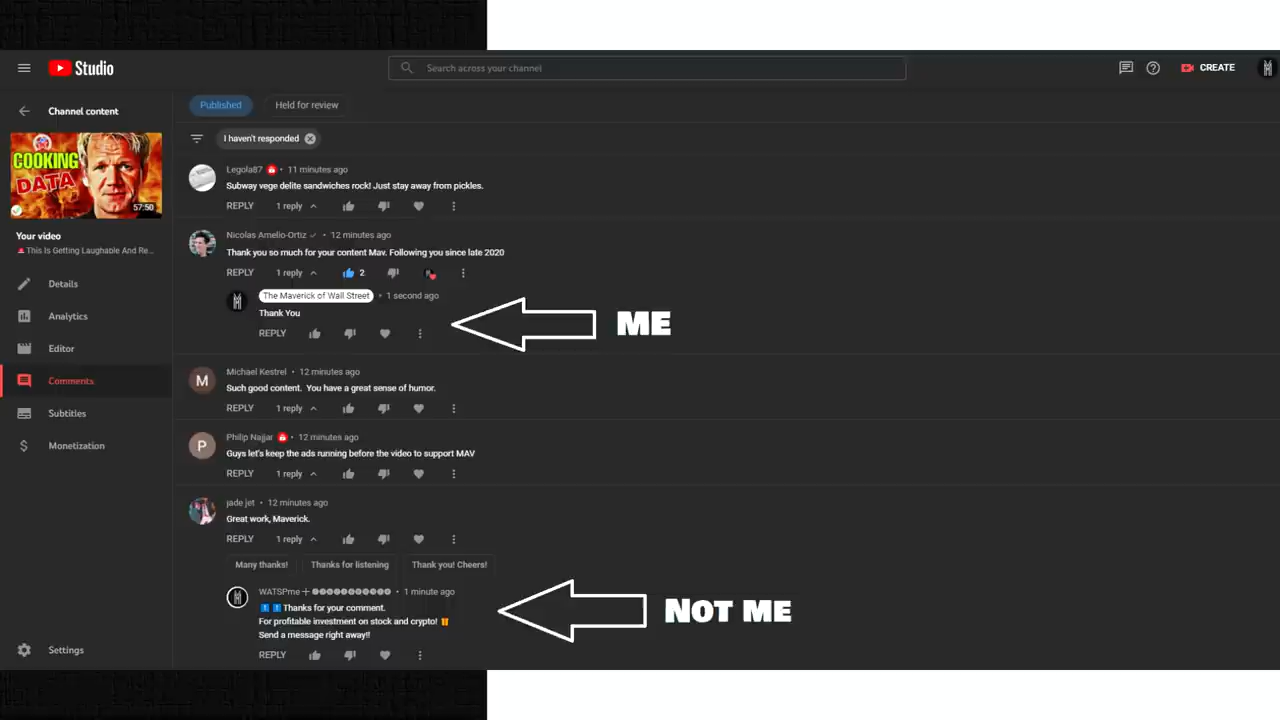 Studio
Search across your channel
CREATE
Channel content
Published
Held for review
I haven't responded
COOKING
DATA
57:50
Your video
This Is Getting Laughable And Re...
Details
Analytics
Editor
Comments
Subtitles
Monetization
Settings
Legola87 • 11 minutes ago
Subway vege delite sandwiches rock! Just stay away from pickles.
REPLY 1 reply
Nicolas Amelio-Ortiz • 12 minutes ago
Thank you so much for your content Mav. Following you since late 2020
REPLY 1 reply 2
The Maverick of Wall Street • 1 second ago
Thank You
REPLY
ME
Michael Kestrel • 12 minutes ago
M
Such good content. You have a great sense of humor.
REPLY 1 reply
Philip Najjar • 12 minutes ago
P
Guys let's keep the ads running before the video to support MAV
REPLY 1 reply
jade jet • 12 minutes ago
Great work, Maverick.
REPLY 1 reply
Many thanks! Thanks for listening Thank you! Cheers!
WATSPme • 1 minute ago
Thanks for your comment.
For profitable investment on stock and crypto!
Send a message right away!!
REPLY
NOT ME